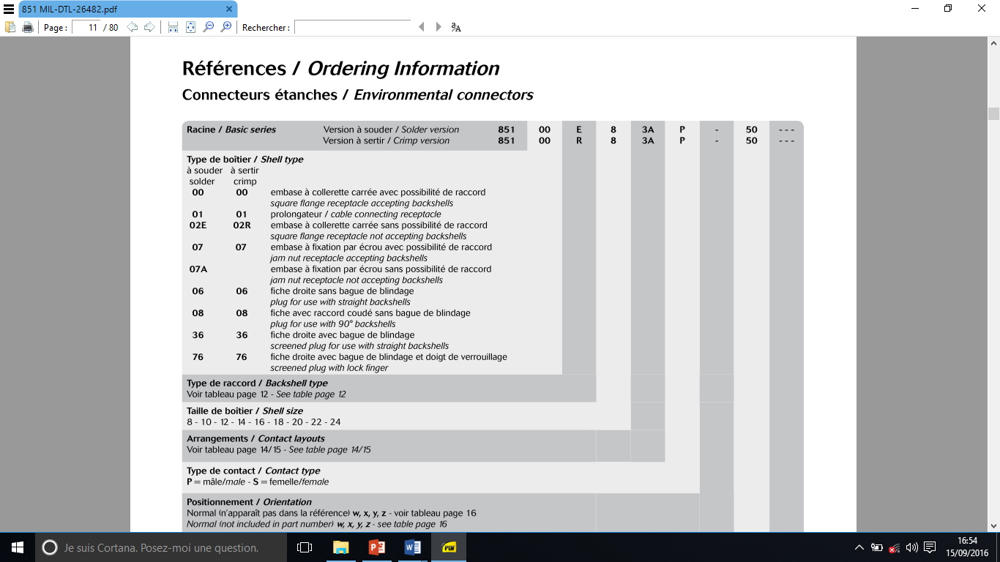 851 MIL-DTL-26482.pdf
Page : 11 / 80 Rechercher :
Références / Ordering Information
Connecteurs étanches / Environmental connectors
Racine / Basic series Version à souder / Solder version 851 00 E 8 3A P - 50 - - -
Version à sertir / Crimp version 851 00 R 8 3A P - 50 - - -
Type de boîtier / Shell type
à souder à sertir
solder crimp
00 00 embase à collerette carrée avec possibilité de raccord
square flange receptacle accepting backshells
01 01 prolongateur / cable connecting receptacle
02E 02R embase à collerette carrée sans possibilité de raccord
square flange receptacle not accepting backshells
07 07 embase à fixation par écrou avec possibilité de raccord
jam nut receptacle accepting backshells
07A embase à fixation par écrou sans possibilité de raccord
jam nut receptacle not accepting backshells
06 06 fiche droite sans bague de blindage
plug for use with straight backshells
08 08 fiche avec raccord coudé sans bague de blindage
plug for use with 90° backshells
36 36 fiche droite avec bague de blindage
screened plug for use with straight backshells
76 76 fiche droite avec bague de blindage et doigt de verrouillage
screened plug with lock finger
Type de raccord / Backshell type
Voir tableau page 12 - See table page 12
Taille de boîtier / Shell size
8 - 10 - 12 - 14 - 16 - 18 - 20 - 22 - 24
Arrangements / Contact layouts
Voir tableau page 14/15 - See table page 14/15
Type de contact / Contact type
P = mâle/male - S = femelle/female
Positionnement / Orientation
Normal (n'apparaît pas dans la référence) w, x, y, z - voir tableau page 16
Normal (not included in part number) w, x, y, z - see table page 16
Je suis Cortana. Posez-moi une question.
16:54
15/09/2016